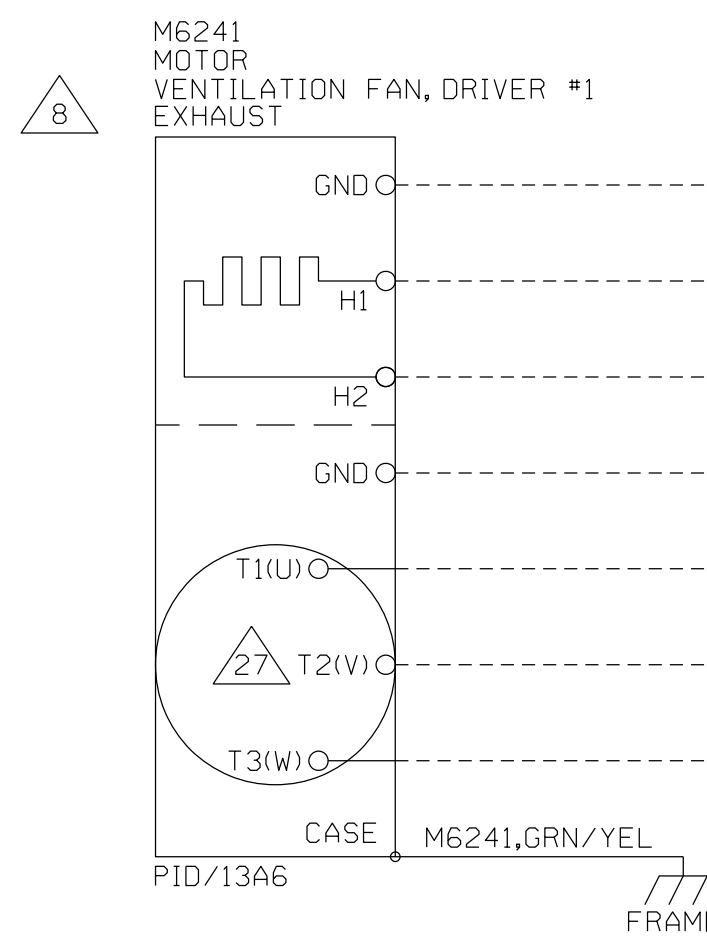 M6241
MOTOR
VENTILATION FAN, DRIVER #1
EXHAUST
8
GND
H1
H2
GND
T1(U)
27 T2(V)
T3(W)
CASE
M6241,GRN/YEL
PID/13A6